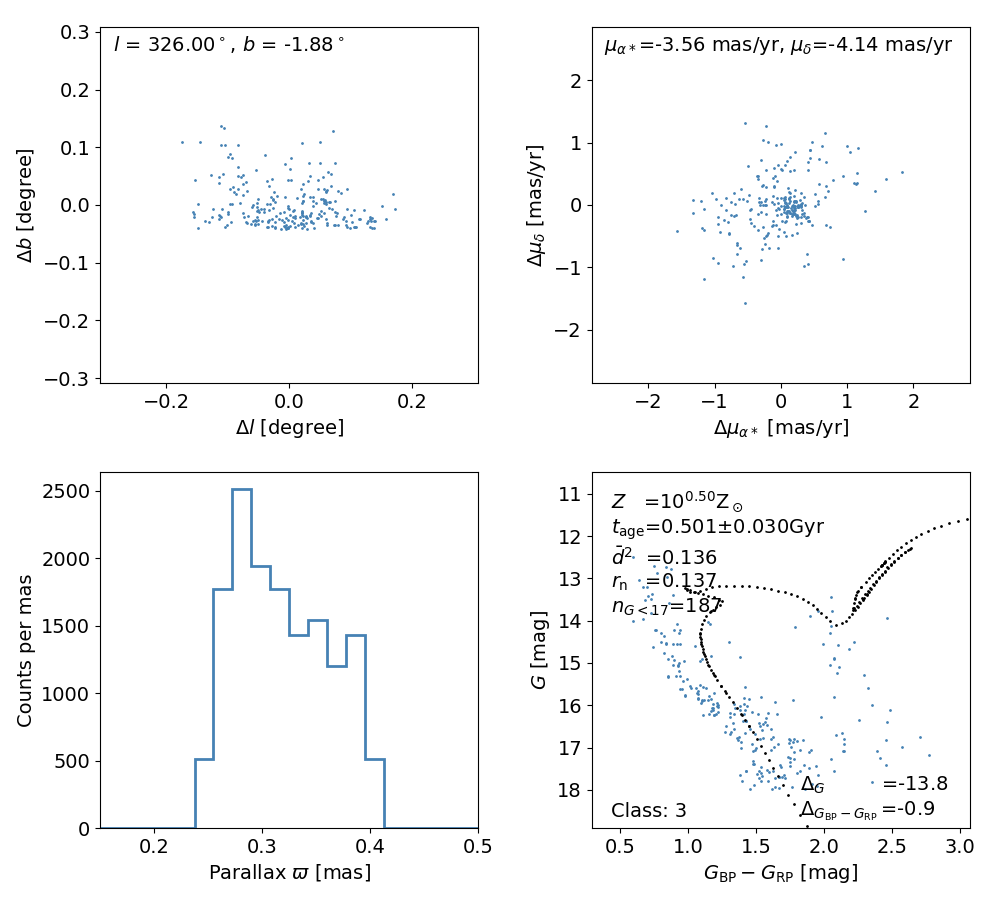 l = 326.00°, b = -1.88°
0.3
0.2
0.1
0.0
−0.1
−0.2
−0.3
Δb [degree]
−0.2 0.0 0.2
Δl [degree]
μα*=-3.56 mas/yr, μδ=-4.14 mas/yr
2
1
0
−1
−2
Δμδ [mas/yr]
−2 −1 0 1 2
Δμα* [mas/yr]
2500
2000
1500
1000
500
0
Counts per mas
0.2 0.3 0.4 0.5
Parallax ϖ [mas]
11
12
13
14
15
16
17
18
G [mag]
Z =10^0.50 Z⊙
t_age=0.501±0.030Gyr
d̄² =0.136
r_n =0.137
n_G<17=187
Δ_G =-13.8
Δ_GBP−GRP =-0.9
Class: 3
0.5 1.0 1.5 2.0 2.5 3.0
G_BP − G_RP [mag]